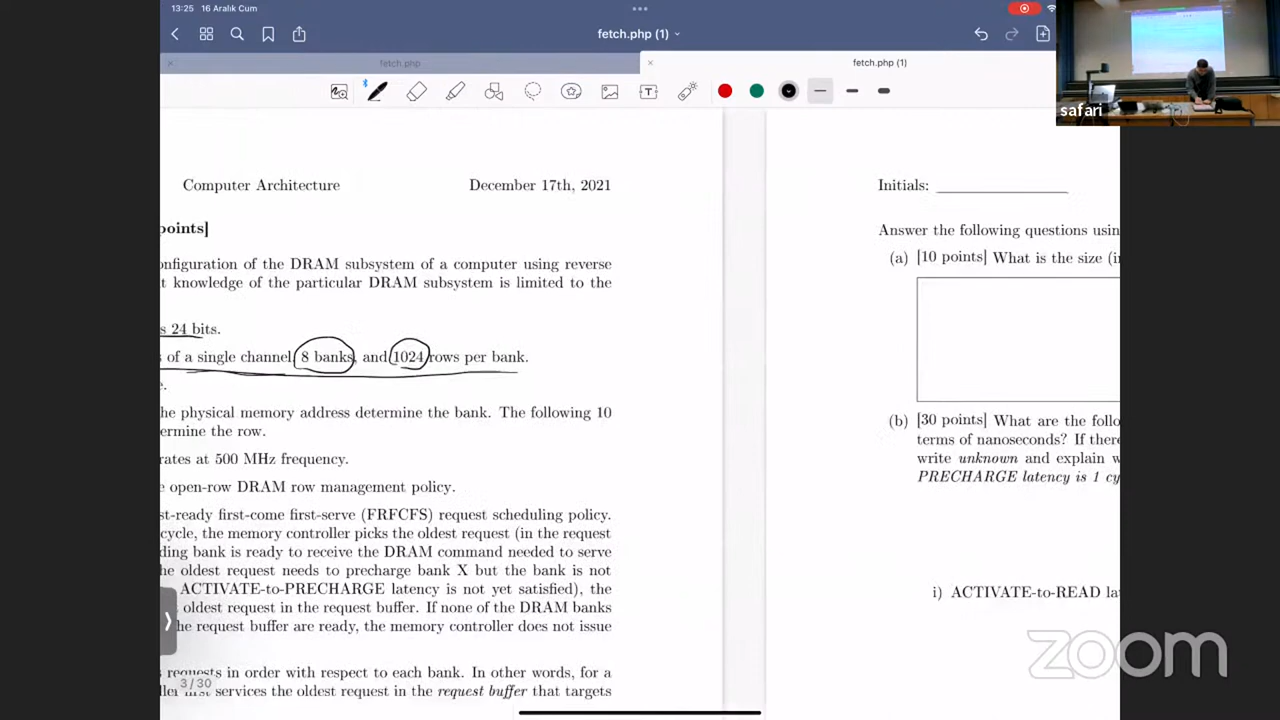 13:25 16 Aralık Cum
fetch.php (1)
fetch.php
fetch.php (1)
safari
Computer Architecture December 17th, 2021
points]
onfiguration of the DRAM subsystem of a computer using reverse
t knowledge of the particular DRAM subsystem is limited to the
s 24 bits.
s of a single channel, 8 banks, and 1024 rows per bank.
e.
he physical memory address determine the bank. The following 10
termine the row.
rates at 500 MHz frequency.
e open-row DRAM row management policy.
st-ready first-come first-serve (FRFCFS) request scheduling policy.
cycle, the memory controller picks the oldest request (in the request
ding bank is ready to receive the DRAM command needed to serve
he oldest request needs to precharge bank X but the bank is not
ACTIVATE-to-PRECHARGE latency is not yet satisfied), the
oldest request in the request buffer. If none of the DRAM banks
he request buffer are ready, the memory controller does not issue
s requests in order with respect to each bank. In other words, for a
3 / 30
ller first services the oldest request in the request buffer that targets
Initials:
Answer the following questions usin
(a) [10 points] What is the size (i
(b) [30 points] What are the follo
terms of nanoseconds? If there
write unknown and explain w
PRECHARGE latency is 1 cy
i) ACTIVATE-to-READ la
zoom